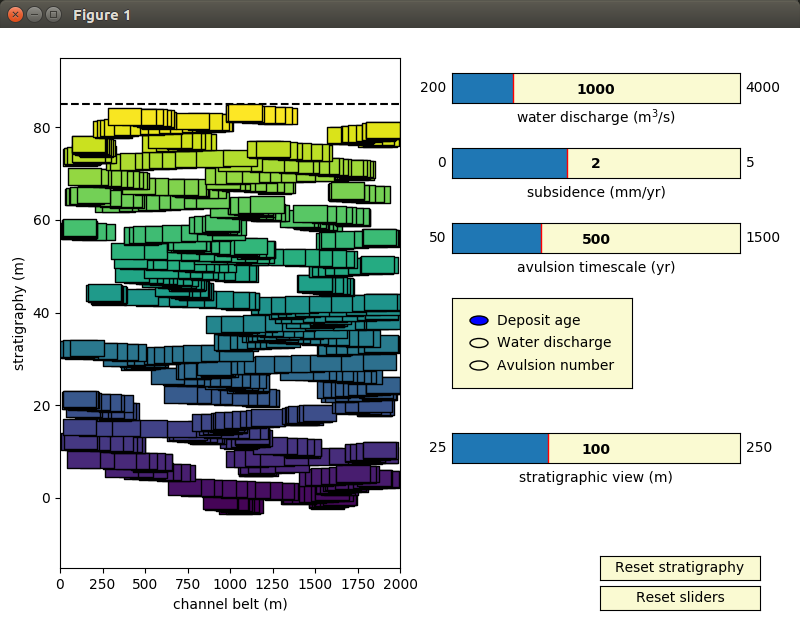 Figure 1
80
60
40
20
0
stratigraphy (m)
0 250 500 750 1000 1250 1500 1750 2000
channel belt (m)
200 1000 4000
water discharge (m³/s)
0 2 5
subsidence (mm/yr)
50 500 1500
avulsion timescale (yr)
Deposit age
Water discharge
Avulsion number
25 100 250
stratigraphic view (m)
Reset stratigraphy
Reset sliders